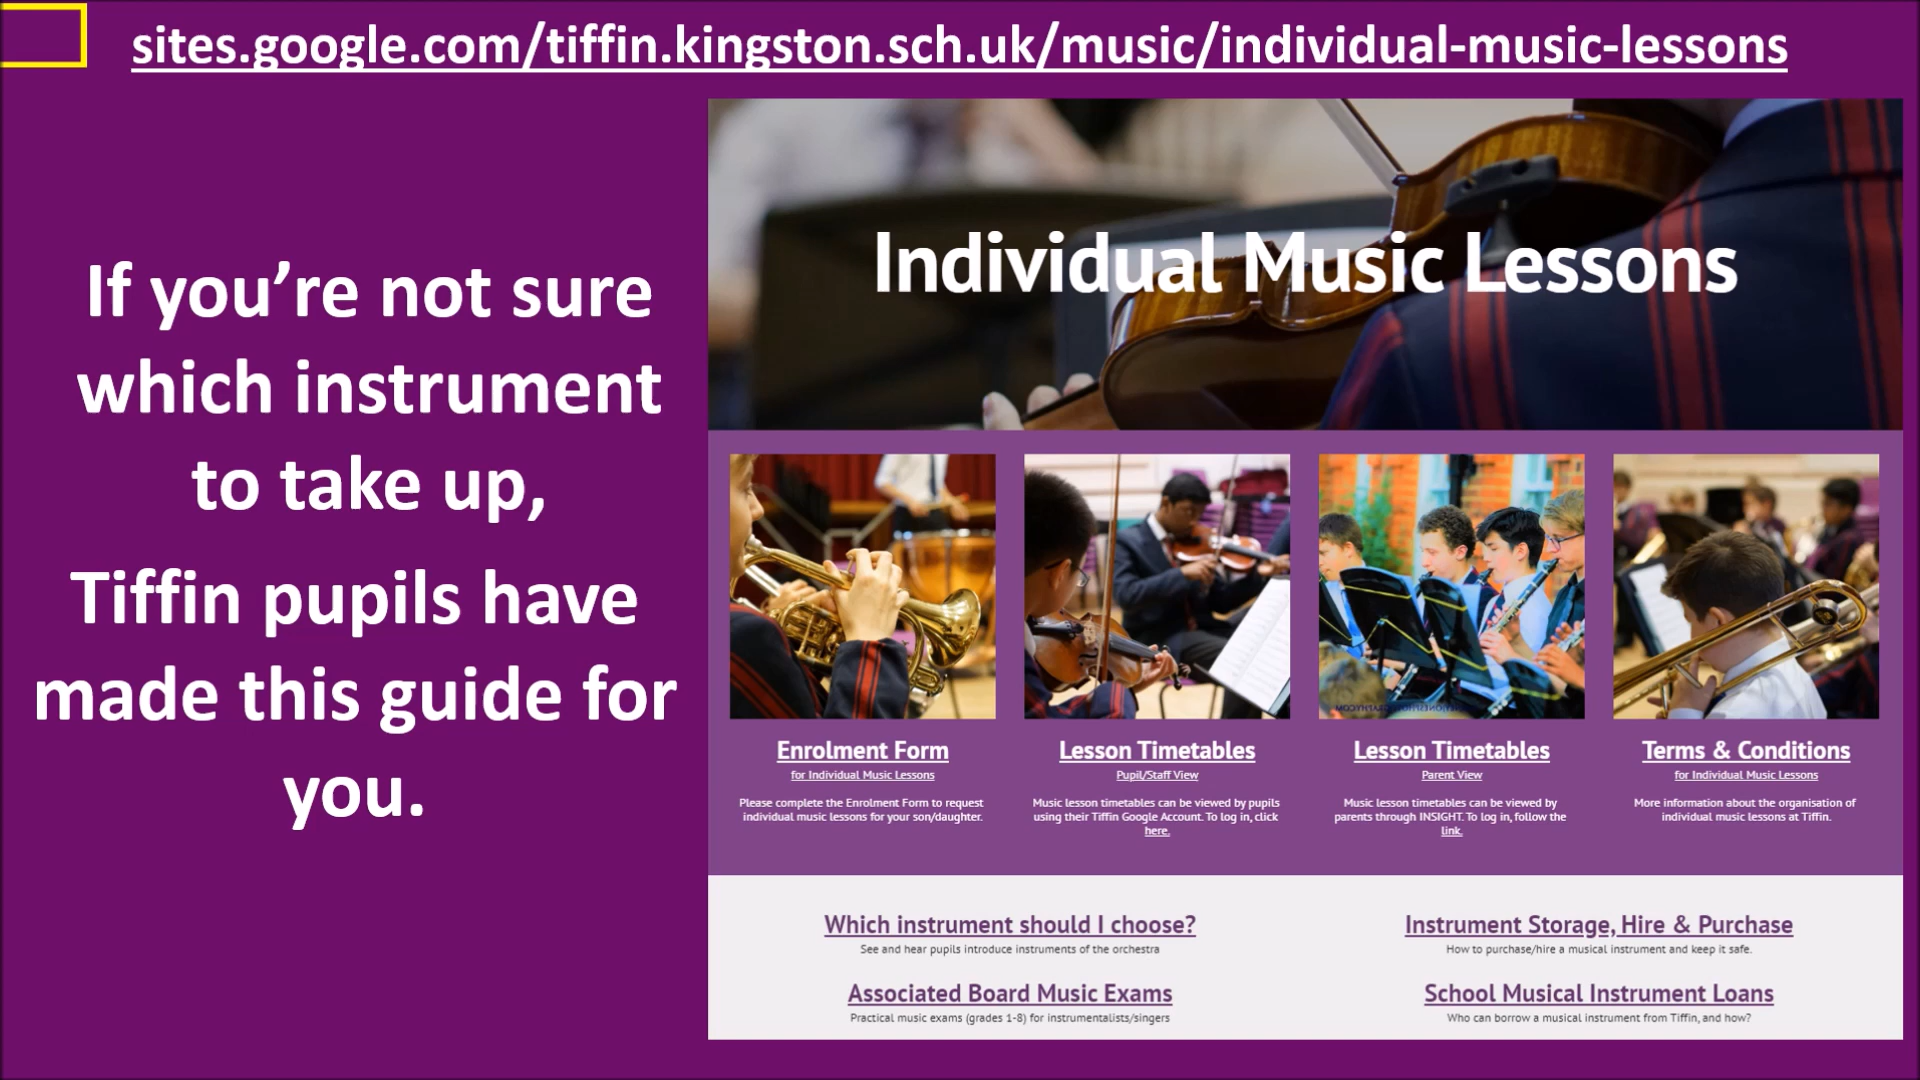 sites.google.com/tiffin.kingston.sch.uk/music/individual-music-lessons
If you’re not sure
which instrument
to take up,
Tiffin pupils have
made this guide for
you.
Individual Music Lessons
Enrolment Form
for Individual Music Lessons
Please complete the Enrolment Form to request
individual music lessons for your son/daughter.
Lesson Timetables
Pupil/Staff View
Music lesson timetables can be viewed by pupils
using their Tiffin Google Account. To log in, click
here.
Lesson Timetables
Parent View
Music lesson timetables can be viewed by
parents through INSIGHT. To log in, follow the
link.
Terms & Conditions
for Individual Music Lessons
More information about the organisation of
individual music lessons at Tiffin.
Which instrument should I choose?
See and hear pupils introduce instruments of the orchestra
Instrument Storage, Hire & Purchase
How to purchase/hire a musical instrument and keep it safe.
Associated Board Music Exams
Practical music exams (grades 1-8) for instrumentalists/singers
School Musical Instrument Loans
Who can borrow a musical instrument from Tiffin, and how?